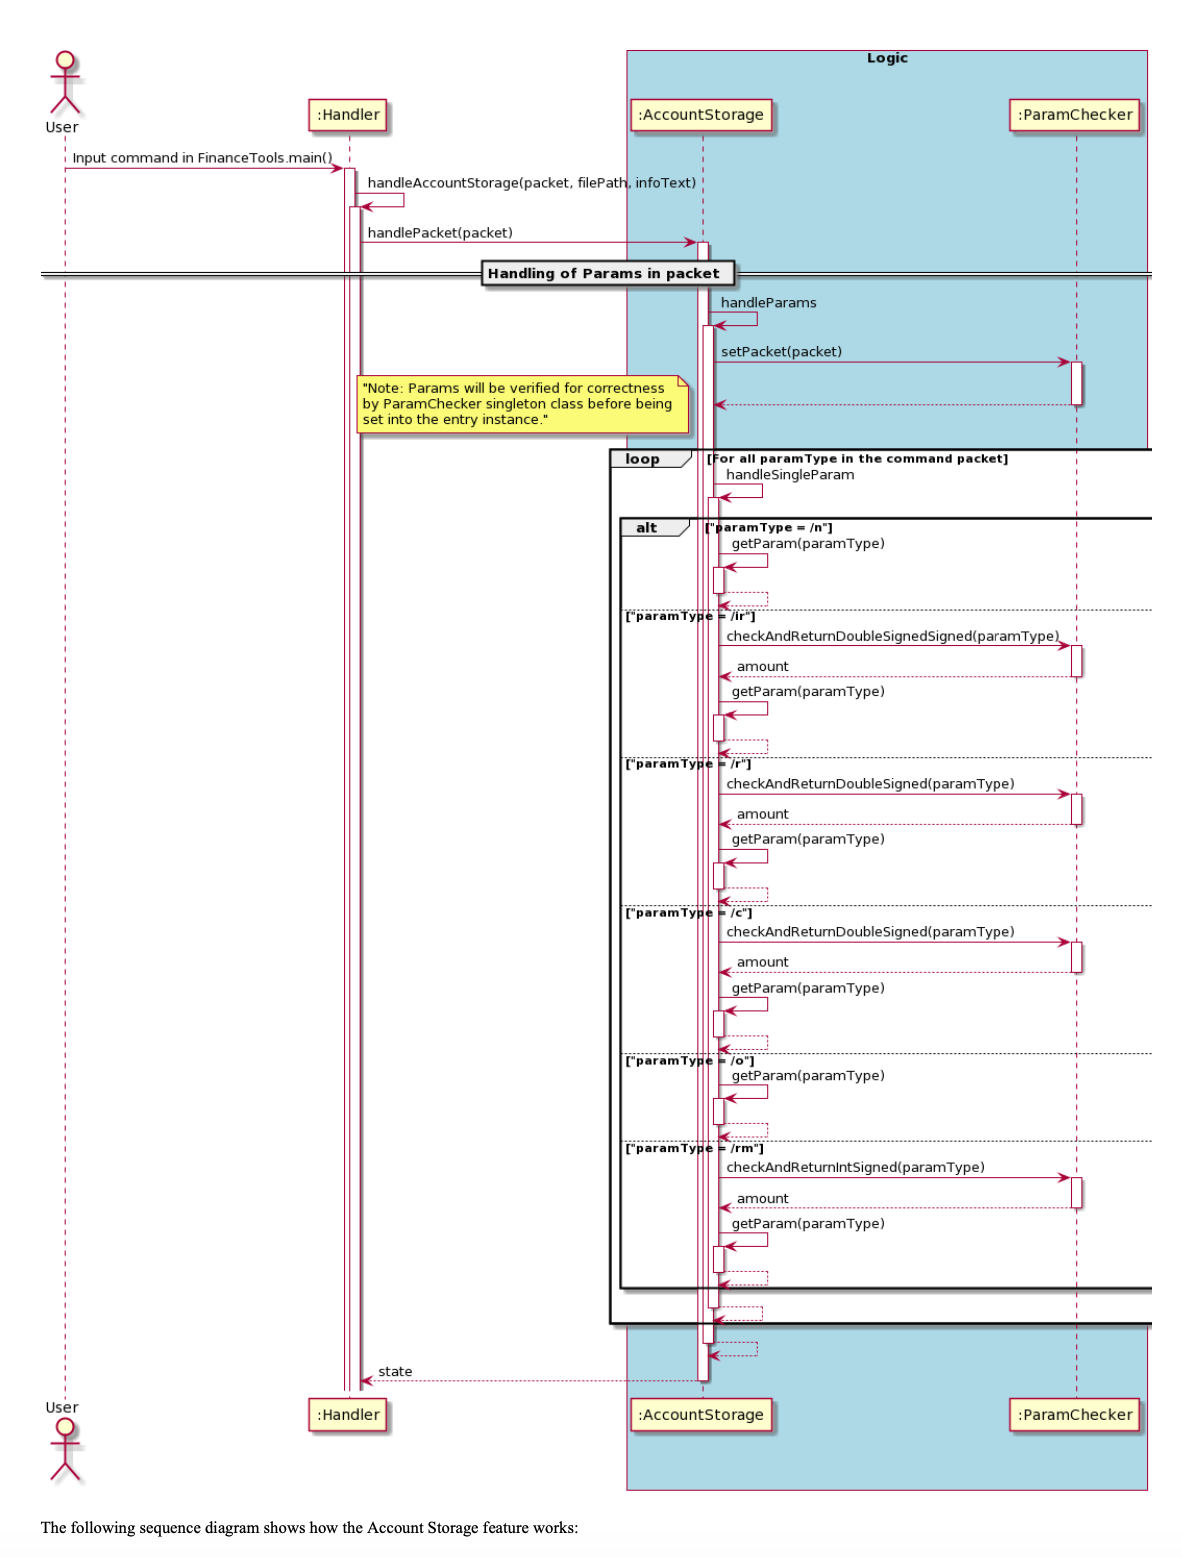 Logic
User
:Handler
:AccountStorage
:ParamChecker
Input command in FinanceTools.main()
handleAccountStorage(packet, filePath, infoText)
handlePacket(packet)
Handling of Params in packet
handleParams
setPacket(packet)
"Note: Params will be verified for correctness
by ParamChecker singleton class before being
set into the entry instance."
loop
[For all paramType in the command packet]
handleSingleParam
alt
["paramType = /n"]
getParam(paramType)
["paramType = /ir"]
checkAndReturnDoubleSignedSigned(paramType)
amount
getParam(paramType)
["paramType = /r"]
checkAndReturnDoubleSigned(paramType)
amount
getParam(paramType)
["paramType = /c"]
checkAndReturnDoubleSigned(paramType)
amount
getParam(paramType)
["paramType = /o"]
getParam(paramType)
["paramType = /rm"]
checkAndReturnIntSigned(paramType)
amount
getParam(paramType)
state
User
:Handler
:AccountStorage
:ParamChecker
The following sequence diagram shows how the Account Storage feature works: